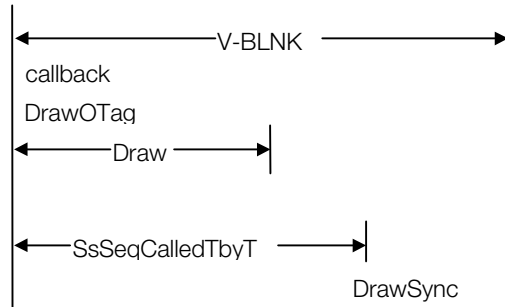 V-BLNK
callback
DrawOTag
Draw
SsSeqCalledTbyT
DrawSync